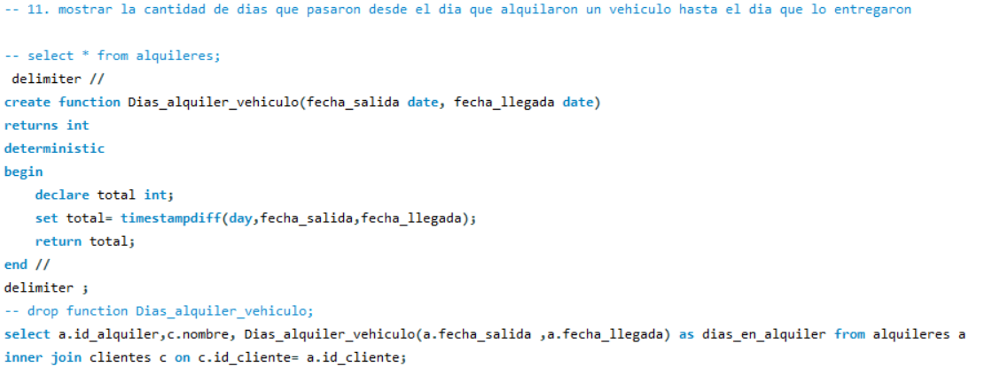 -- 11. mostrar la cantidad de dias que pasaron desde el dia que alquilaron un vehiculo hasta el dia que lo entregaron
-- select * from alquileres;
delimiter //
create function Dias_alquiler_vehiculo(fecha_salida date, fecha_llegada date)
returns int
deterministic
begin
declare total int;
set total= timestampdiff(day,fecha_salida,fecha_llegada);
return total;
end //
delimiter ;
-- drop function Dias_alquiler_vehiculo;
select a.id_alquiler,c.nombre, Dias_alquiler_vehiculo(a.fecha_salida ,a.fecha_llegada) as dias_en_alquiler from alquileres a
inner join clientes c on c.id_cliente= a.id_cliente;